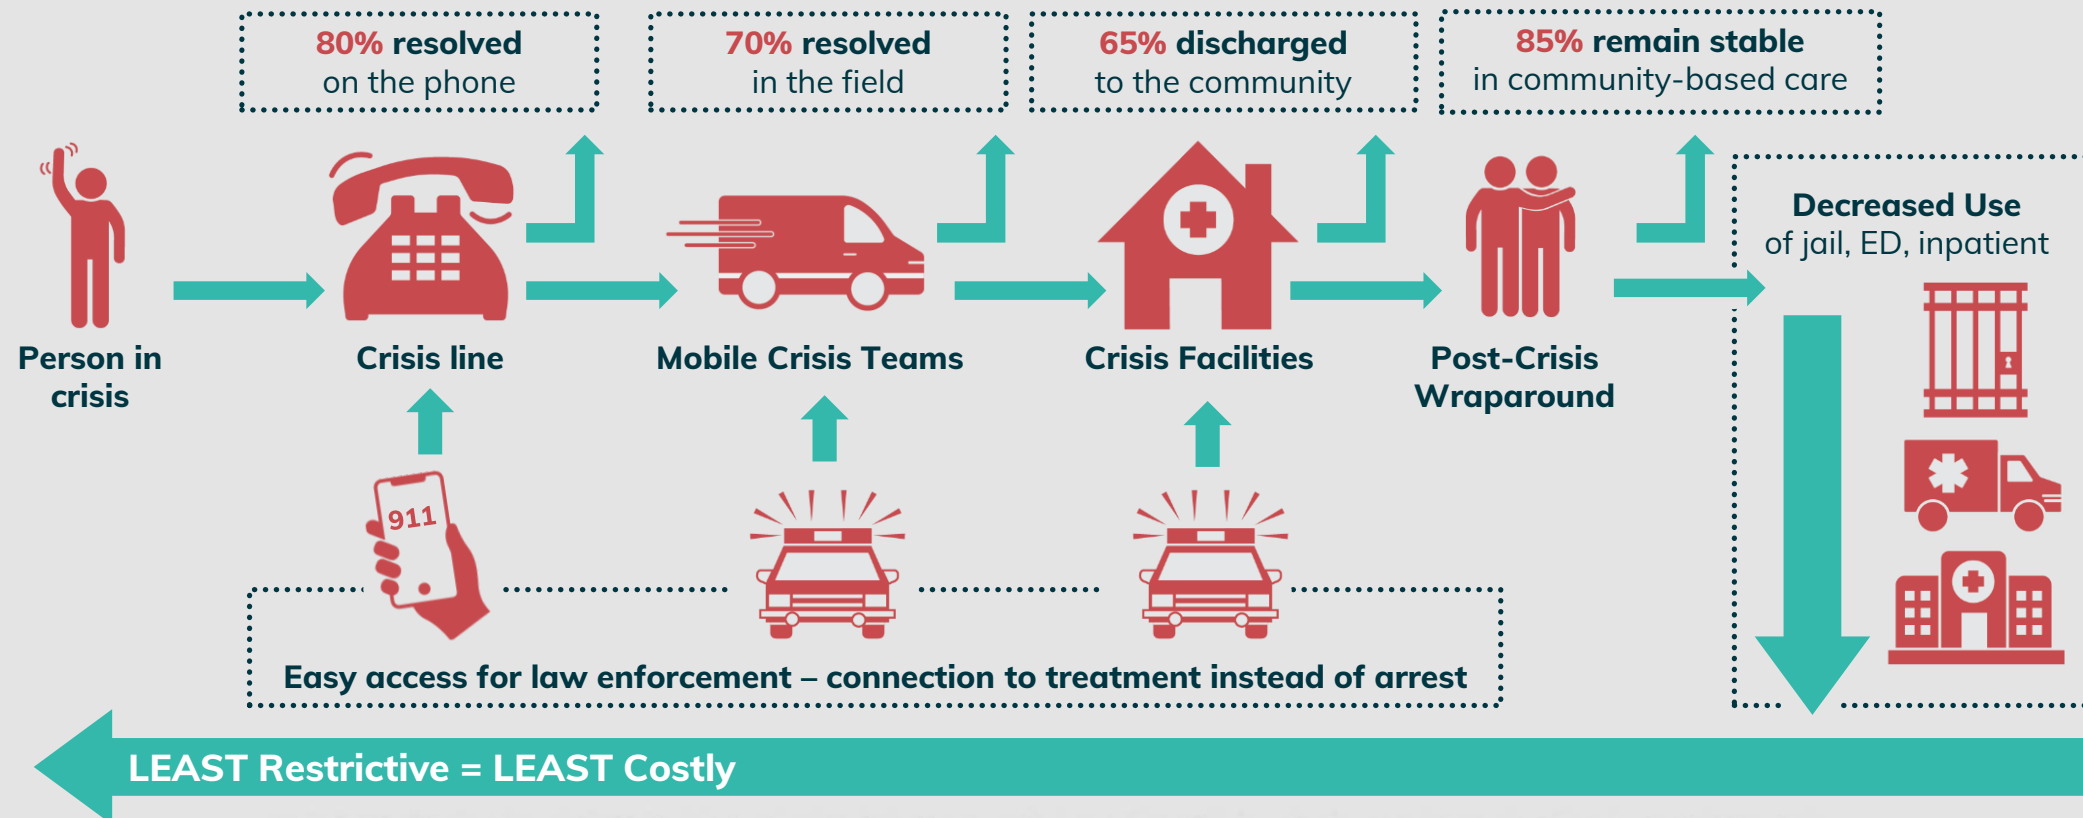 80% resolved
on the phone
70% resolved
in the field
65% discharged
to the community
85% remain stable
in community-based care
Decreased Use
of jail, ED, inpatient
Person in
crisis
Crisis line
Mobile Crisis Teams
Crisis Facilities
Post-Crisis
Wraparound
911
Easy access for law enforcement – connection to treatment instead of arrest
LEAST Restrictive = LEAST Costly